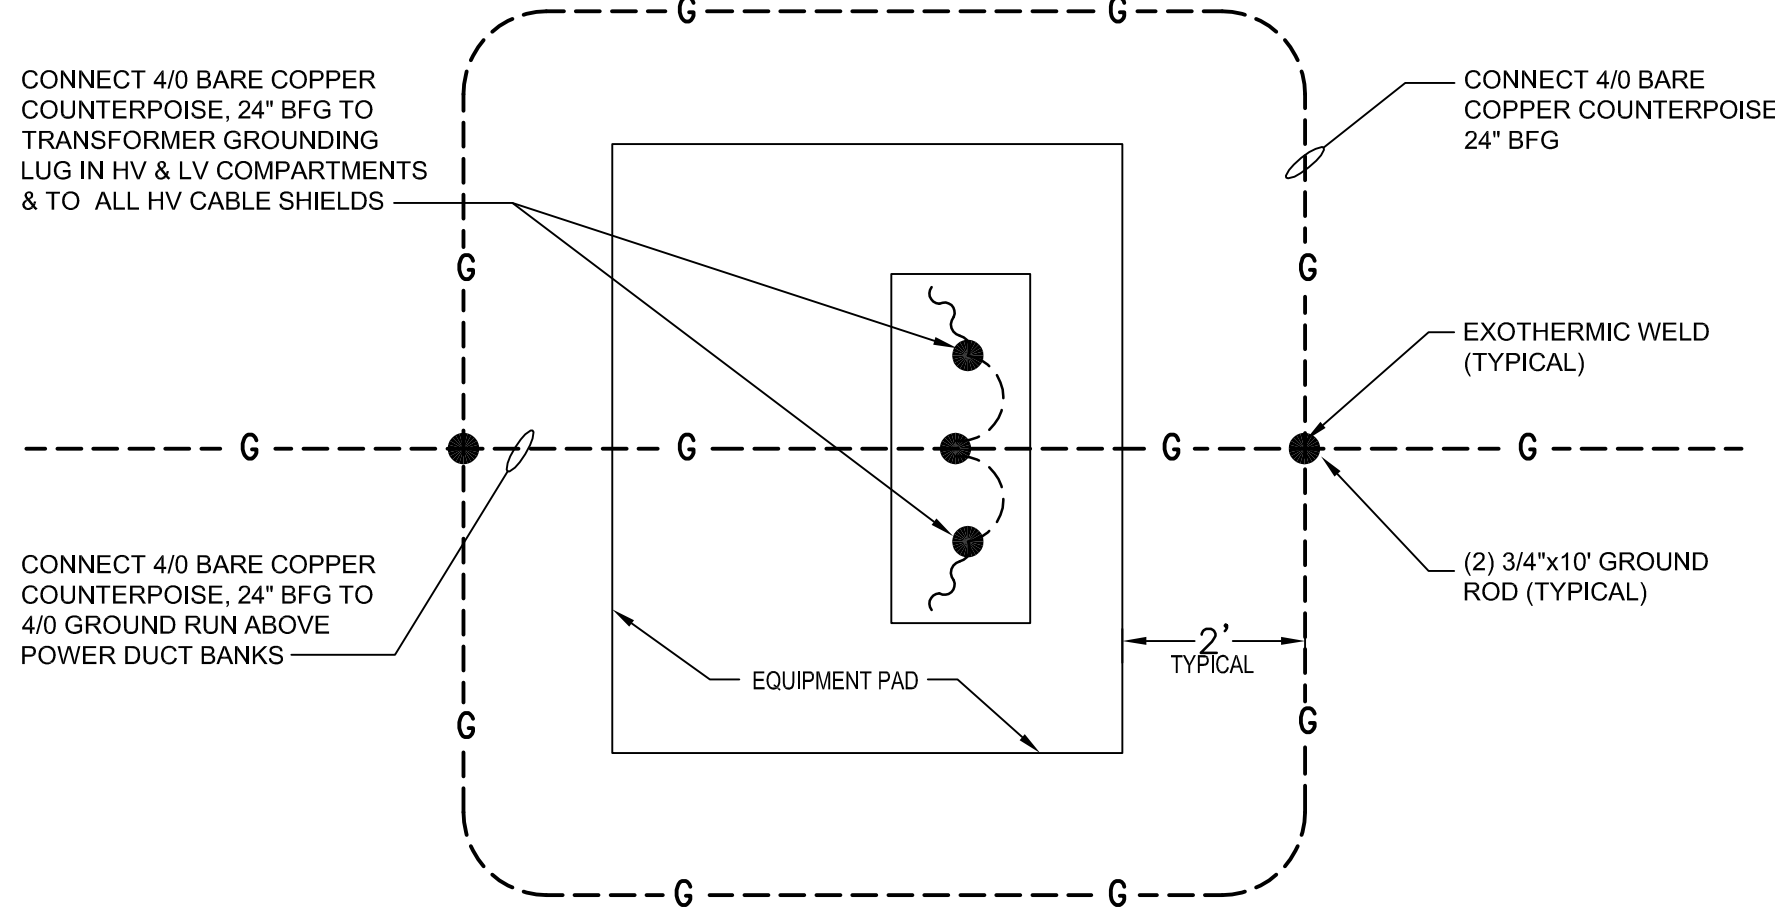 G
G
CONNECT 4/0 BARE COPPER
COUNTERPOISE, 24" BFG TO
TRANSFORMER GROUNDING
LUG IN HV & LV COMPARTMENTS
& TO ALL HV CABLE SHIELDS
CONNECT 4/0 BARE
COPPER COUNTERPOISE
24" BFG
G
G
EXOTHERMIC WELD
(TYPICAL)
G
G
G
G
CONNECT 4/0 BARE COPPER
COUNTERPOISE, 24" BFG TO
4/0 GROUND RUN ABOVE
POWER DUCT BANKS
(2) 3/4"x10' GROUND
ROD (TYPICAL)
2'
TYPICAL
EQUIPMENT PAD
G
G
G
G